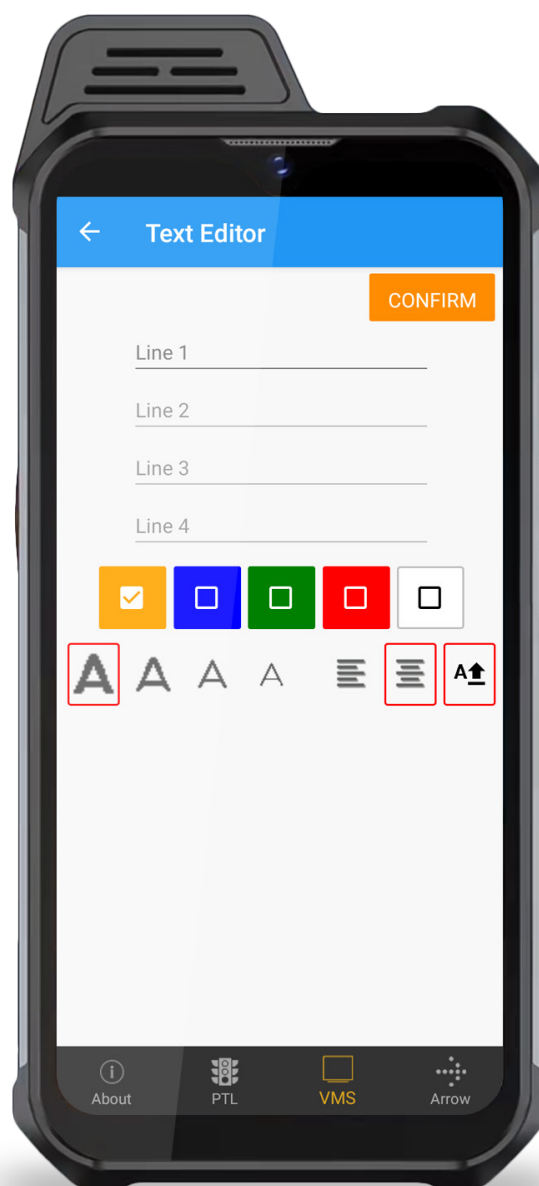 Text Editor
CONFIRM
Line 1
Line 2
Line 3
Line 4
A A A A A
About PTL VMS Arrow